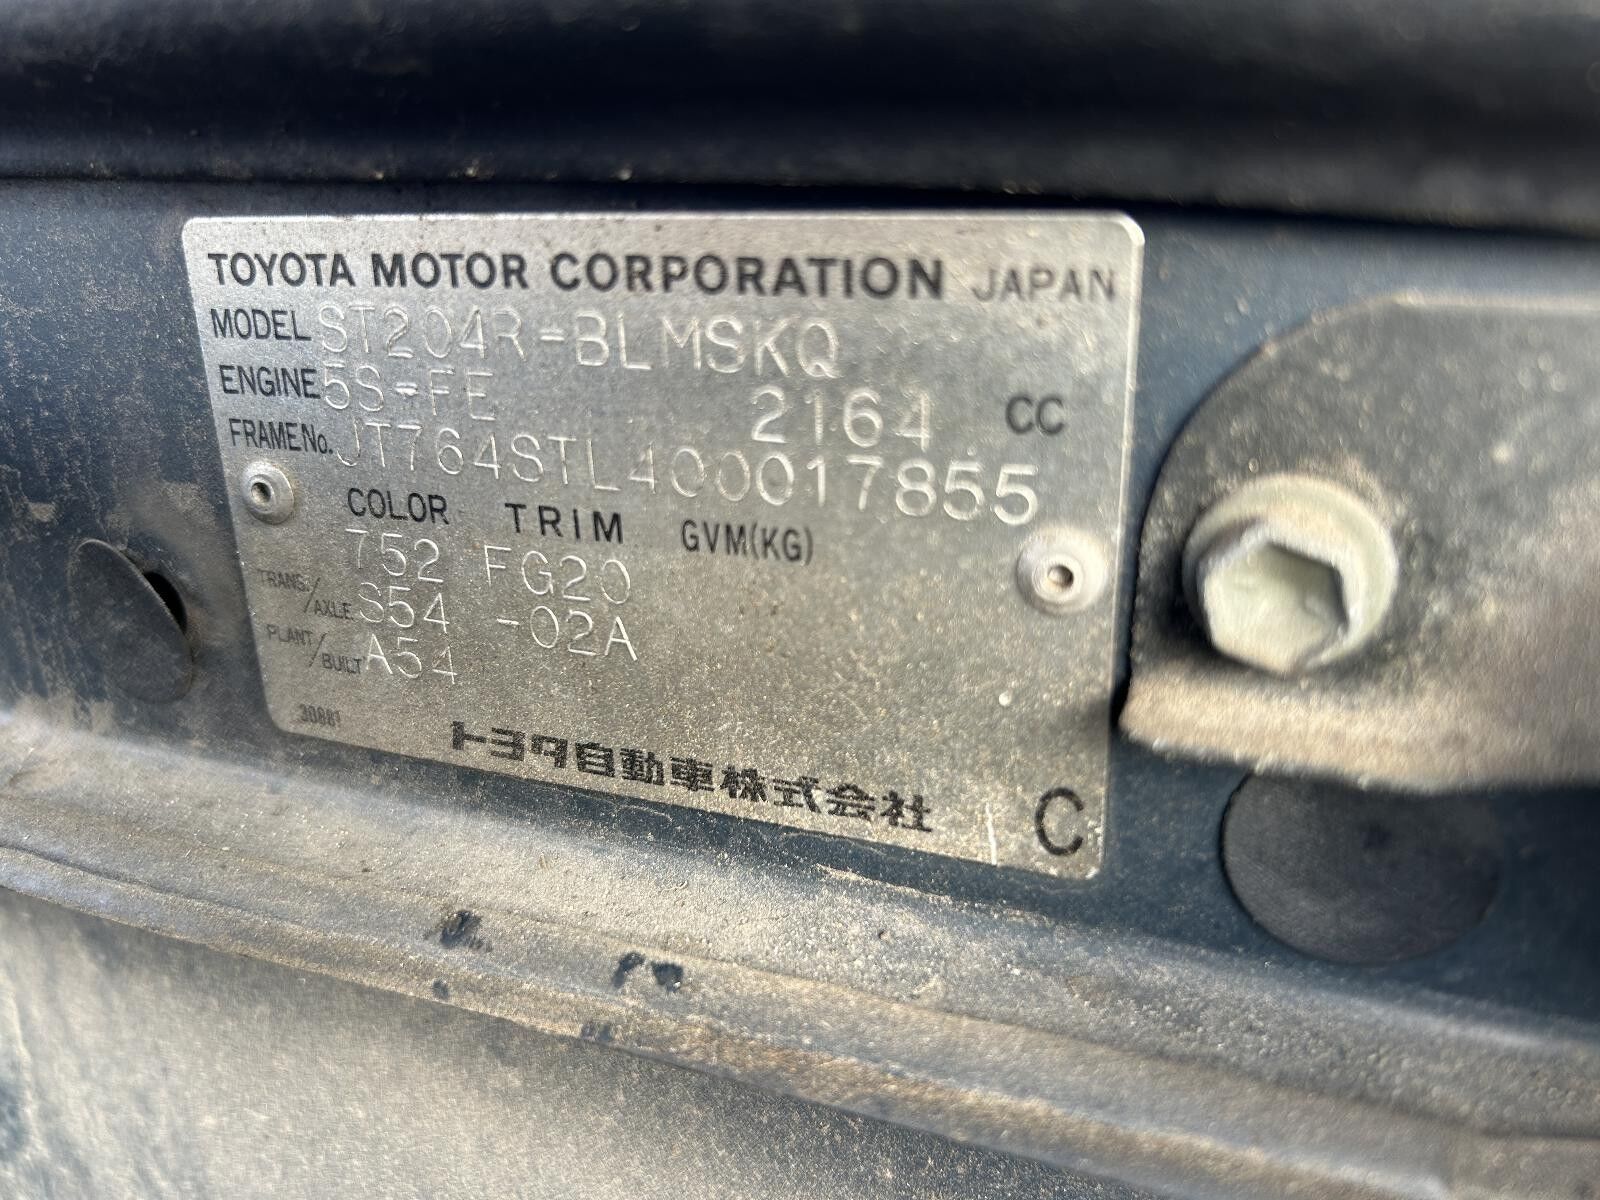 TOYOTA MOTOR CORPORATION JAPAN
MODEL ST204R-BLMSKQ
ENGINE 5S-FE 2164 CC
FRAME No. JT764STL400017855
COLOR TRIM GVM(KG)
752 FG20
TRANS./AXLE S54 -02A
PLANT/BUILT A54
30881
トヨタ自動車株式会社 C